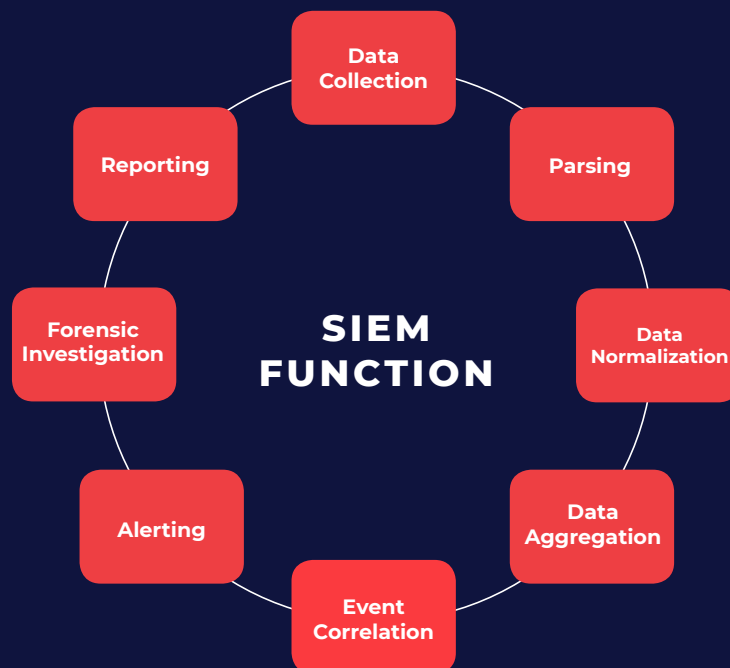 Data
Collection
Reporting
Parsing
SIEM
FUNCTION
Forensic
Investigation
Data
Normalization
Alerting
Data
Aggregation
Event
Correlation